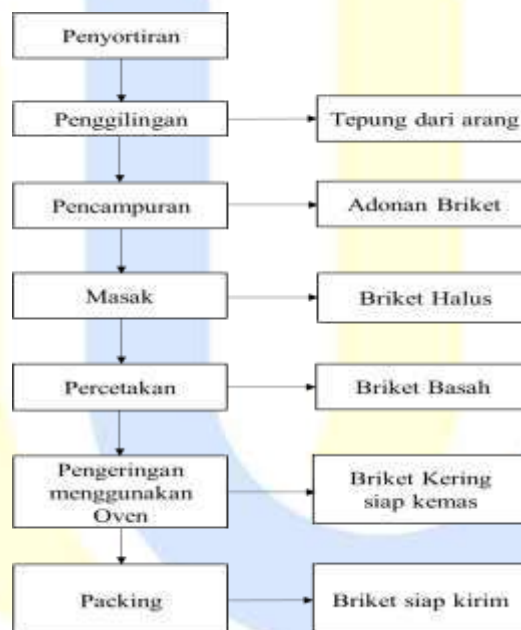 Penyortiran
Penggilingan
Tepung dari arang
Pencampuran
Adonan Briket
Masak
Briket Halus
Percetakan
Briket Basah
Pengeringan
menggunakan
Oven
Briket Kering
siap kemas
Packing
Briket siap kirim